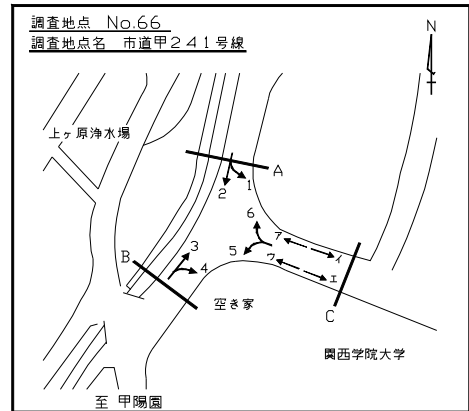 調査地点 No.66
調査地点名 市道甲241号線
N
上ヶ原浄水場
A
1
2
6
3
ア
イ
B
5
4
ウ
エ
空き家
C
関西学院大学
至 甲陽園